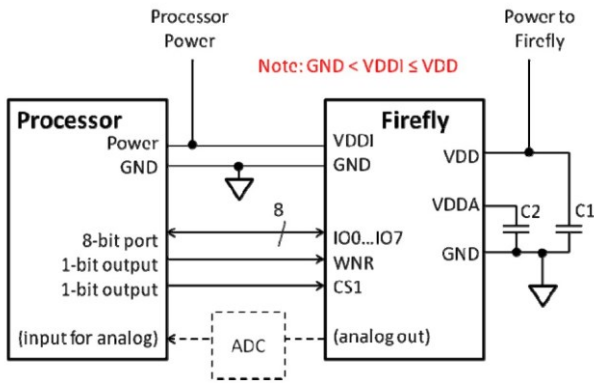 Processor
Power
Power to
Firefly
Note: GND < VDDI ≤ VDD
Processor
Firefly
Power
VDDI
GND
GND
VDD
VDDA
C2
C1
8
8-bit port
IO0...IO7
GND
1-bit output
WNR
1-bit output
CS1
(input for analog)
ADC
(analog out)